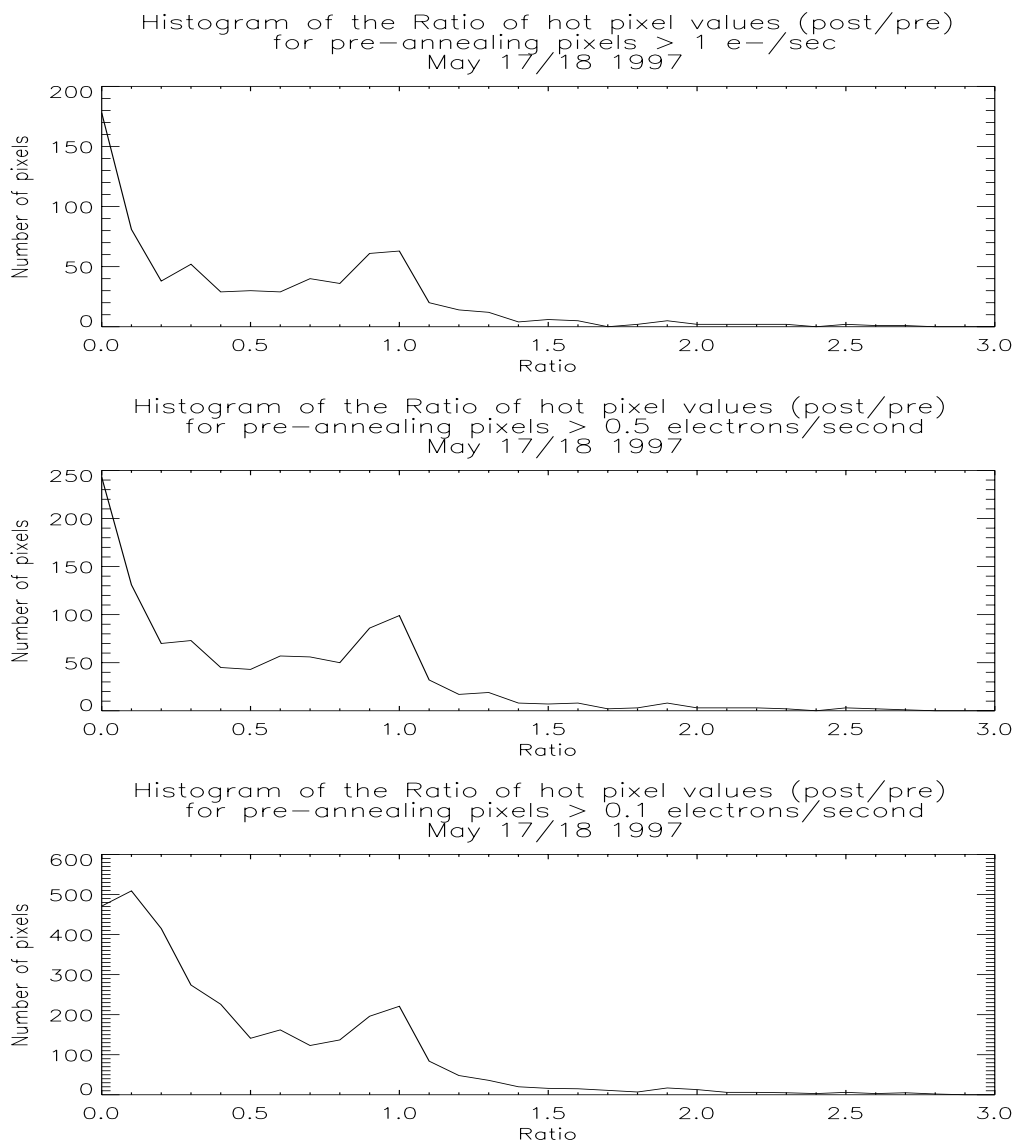 Histogram of the Ratio of hot pixel values (post/pre)
for pre-annealing pixels > 1 e-/sec
May 17/18 1997
200
150
100
50
0
Number of pixels
0.0 0.5 1.0 1.5 2.0 2.5 3.0
Ratio
Histogram of the Ratio of hot pixel values (post/pre)
for pre-annealing pixels > 0.5 electrons/second
May 17/18 1997
250
200
150
100
50
0
Number of pixels
0.0 0.5 1.0 1.5 2.0 2.5 3.0
Ratio
Histogram of the Ratio of hot pixel values (post/pre)
for pre-annealing pixels > 0.1 electrons/second
May 17/18 1997
600
500
400
300
200
100
0
Number of pixels
0.0 0.5 1.0 1.5 2.0 2.5 3.0
Ratio